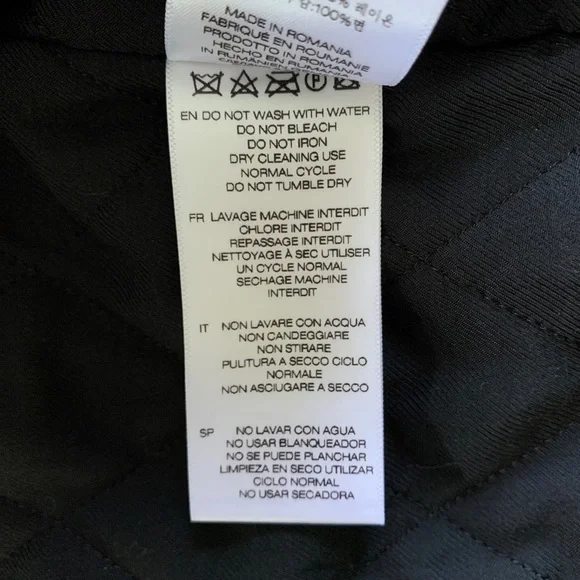 :100%
MADE IN ROMANIA
FABRIQUÉ EN ROUMANIE
PRODOTTO IN ROMANIA
HECHO EN RUMANIA
IN RUMÄNIEN
P
EN DO NOT WASH WITH WATER
DO NOT BLEACH
DO NOT IRON
DRY CLEANING USE
NORMAL CYCLE
DO NOT TUMBLE DRY
FR LAVAGE MACHINE INTERDIT
CHLORE INTERDIT
REPASSAGE INTERDIT
NETTOYAGE À SEC UTILISER
UN CYCLE NORMAL
SECHAGE MACHINE
INTERDIT
IT NON LAVARE CON ACQUA
NON CANDEGGIARE
NON STIRARE
PULITURA A SECCO CICLO
NORMALE
NON ASCIUGARE A SECCO
SP NO LAVAR CON AGUA
NO USAR BLANQUEADOR
NO SE PUEDE PLANCHAR
LIMPIEZA EN SECO UTILIZAR
CICLO NORMAL
NO USAR SECADORA